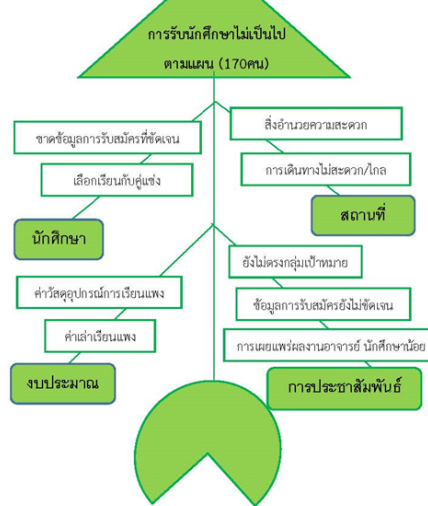 การรับนักศึกษาไม่เป็นไป
ตามแผน (170คน)
ขาดข้อมูลการรับสมัครที่ชัดเจน
เลือกเรียนกับคู่แข่ง
นักศึกษา
สิ่งอำนวยความสะดวก
การเดินทางไม่สะดวก/ไกล
สถานที่
ค่าวัสดุอุปกรณ์การเรียนแพง
ค่าเล่าเรียนแพง
งบประมาณ
ยังไม่ตรงกลุ่มเป้าหมาย
ข้อมูลการรับสมัครยังไม่ชัดเจน
การเผยแพร่ผลงานอาจารย์ นักศึกษาน้อย
การประชาสัมพันธ์